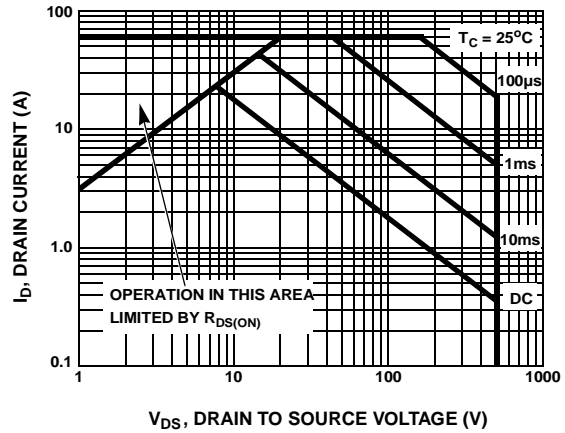 100
T_C = 25°C
100µs
10
1ms
I_D, DRAIN CURRENT (A)
1.0
10ms
OPERATION IN THIS AREA
LIMITED BY R_DS(ON)
DC
0.1
1
10
100
1000
V_DS, DRAIN TO SOURCE VOLTAGE (V)